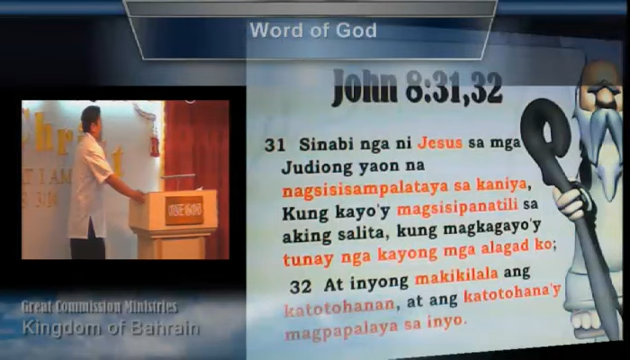 Word of God
John 8:31,32
31 Sinabi nga ni Jesus sa mga
Judiong yaon na
nagsisisampalataya sa kaniya,
Kung kayo'y magsisipanatili sa
aking salita, kung magkagayo'y
tunay nga kayong mga alagad ko;
32 At inyong makikilala ang
katotohanan, at ang katotohana'y
magpapalaya sa inyo.
Christ
Great Commission Ministries
Kingdom of Bahrain